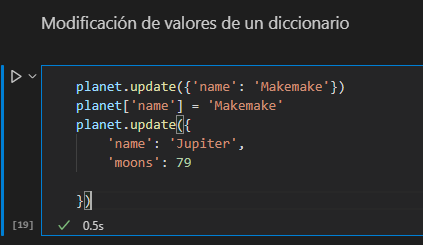 Modificación de valores de un diccionario
planet.update({'name': 'Makemake'})
planet['name'] = 'Makemake'
planet.update({
    'name': 'Jupiter',
    'moons': 79

})
[19]
0.5s